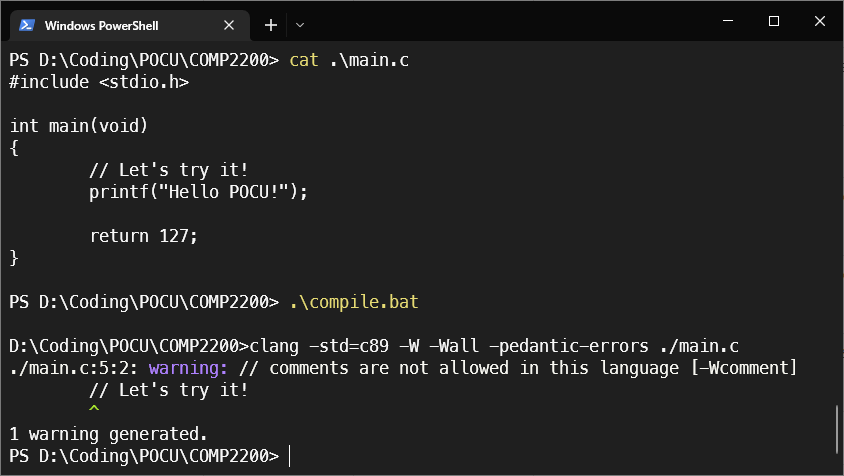 Windows PowerShell
PS D:\Coding\POCU\COMP2200> cat .\main.c
#include <stdio.h>
int main(void)
{
// Let's try it!
printf("Hello POCU!");
return 127;
}
PS D:\Coding\POCU\COMP2200> .\compile.bat
D:\Coding\POCU\COMP2200>clang -std=c89 -W -Wall -pedantic-errors ./main.c
./main.c:5:2: warning: // comments are not allowed in this language [-Wcomment]
// Let's try it!
^
1 warning generated.
PS D:\Coding\POCU\COMP2200>